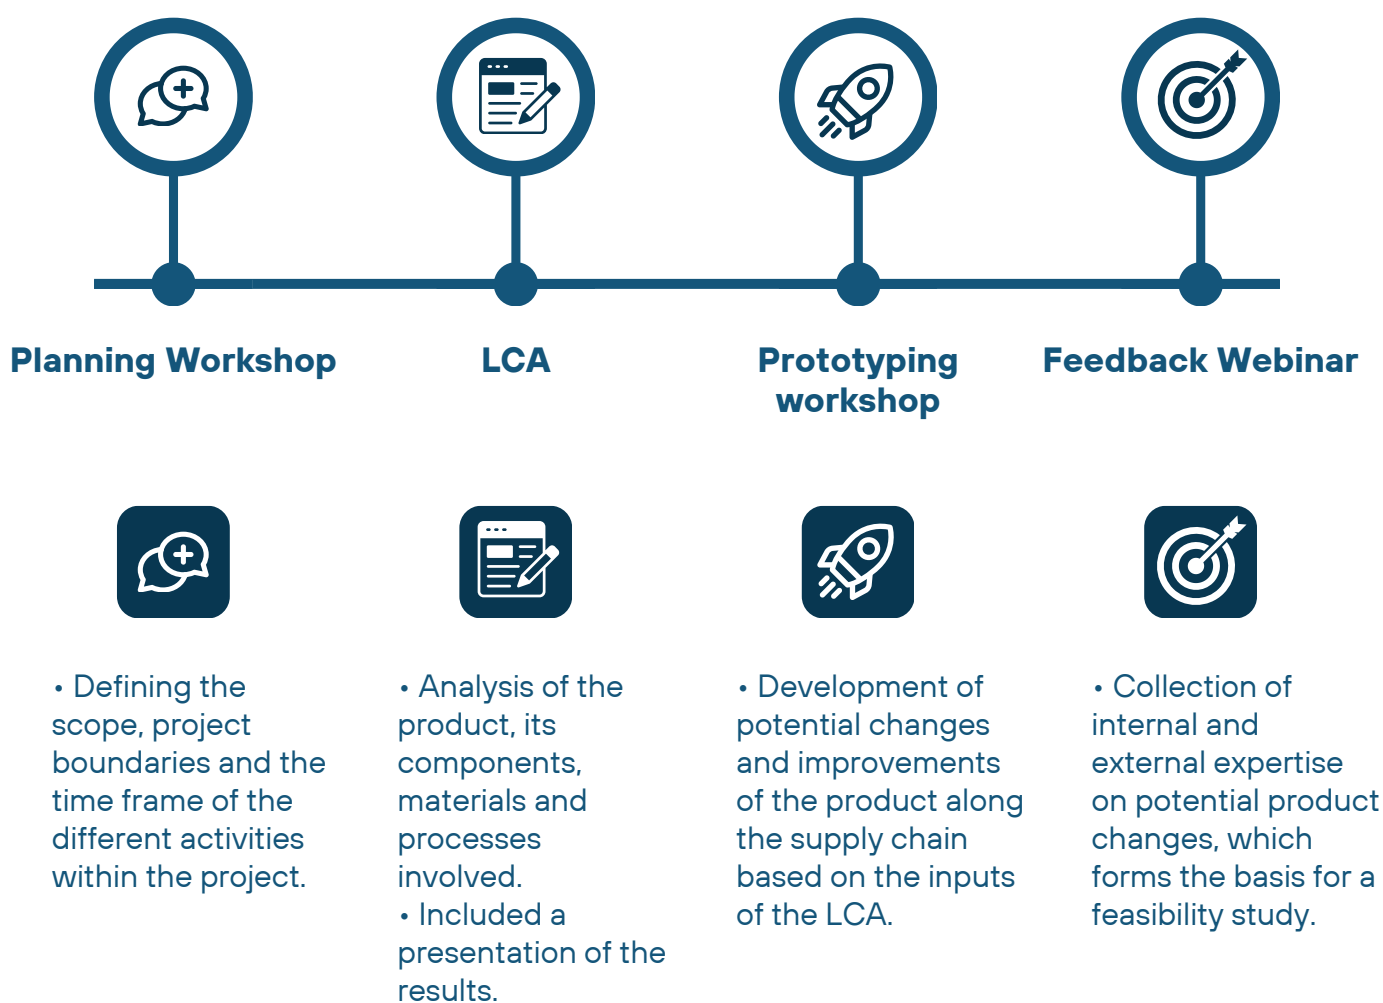 Planning Workshop
LCA
Prototyping
workshop
Feedback Webinar
• Defining the
scope, project
boundaries and the
time frame of the
different activities
within the project.
• Analysis of the
product, its
components,
materials and
processes
involved.
• Included a
presentation of the
results.
• Development of
potential changes
and improvements
of the product along
the supply chain
based on the inputs
of the LCA.
• Collection of
internal and
external expertise
on potential product
changes, which
forms the basis for a
feasibility study.